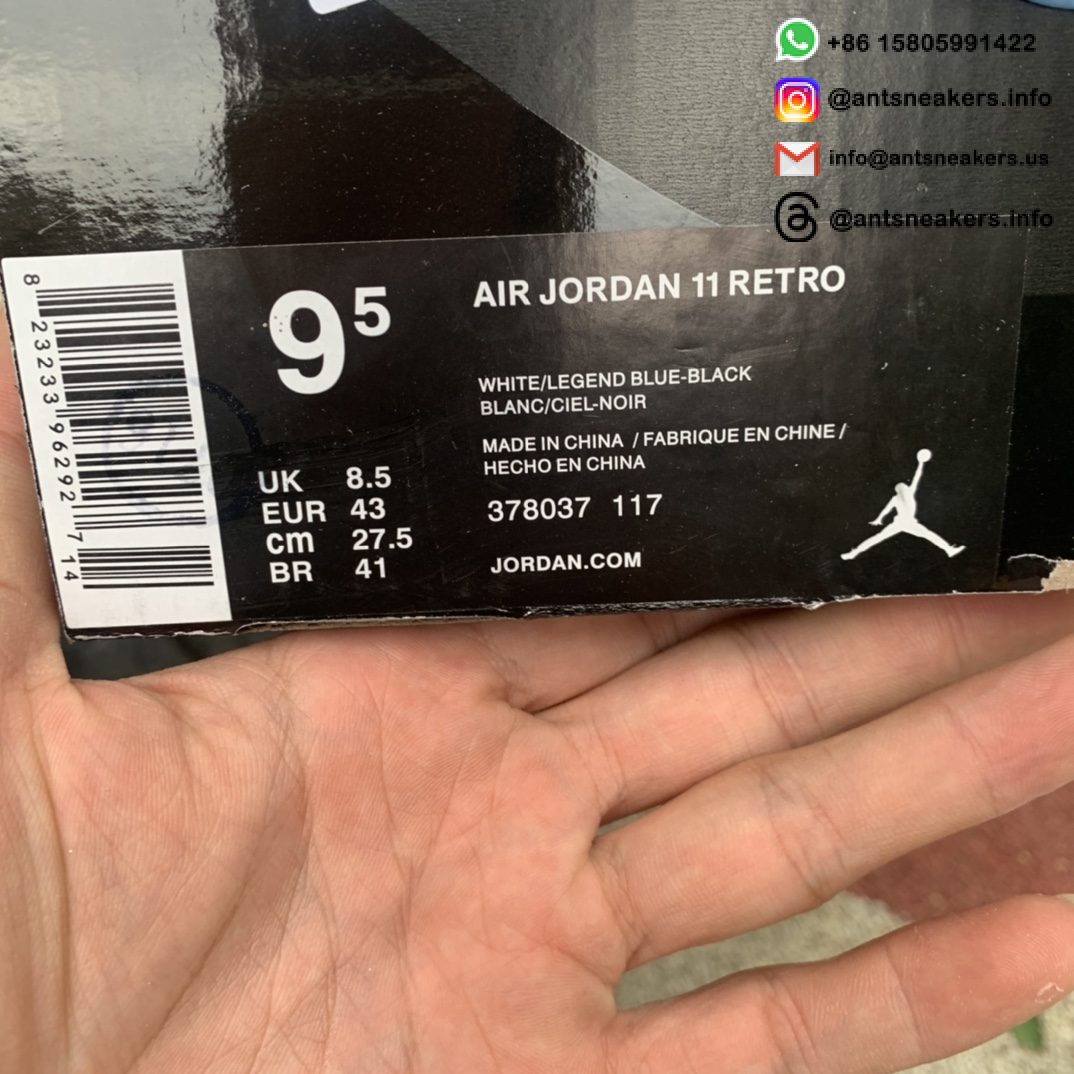 +86 15805991422
@antsneakers.info
info@antsneakers.us
@antsneakers.info
9⁵
AIR JORDAN 11 RETRO
WHITE/LEGEND BLUE-BLACK
BLANC/CIEL-NOIR
MADE IN CHINA / FABRIQUE EN CHINE /
HECHO EN CHINA
378037 117
JORDAN.COM
UK 8.5
EUR 43
cm 27.5
BR 41
8 23233 96292 7 14